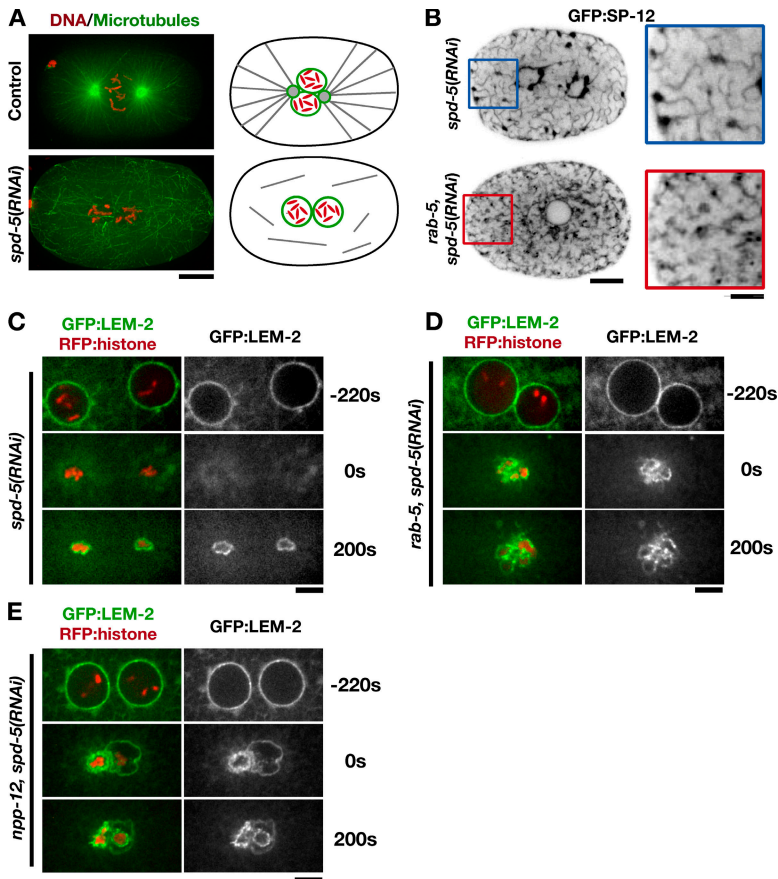 A
DNA/Microtubules
Control
spd-5(RNAi)
B
GFP:SP-12
spd-5(RNAi)
rab-5,
spd-5(RNAi)
C
GFP:LEM-2
RFP:histone
GFP:LEM-2
spd-5(RNAi)
-220s
0s
200s
D
GFP:LEM-2
RFP:histone
GFP:LEM-2
rab-5, spd-5(RNAi)
-220s
0s
200s
E
GFP:LEM-2
RFP:histone
GFP:LEM-2
npp-12, spd-5(RNAi)
-220s
0s
200s